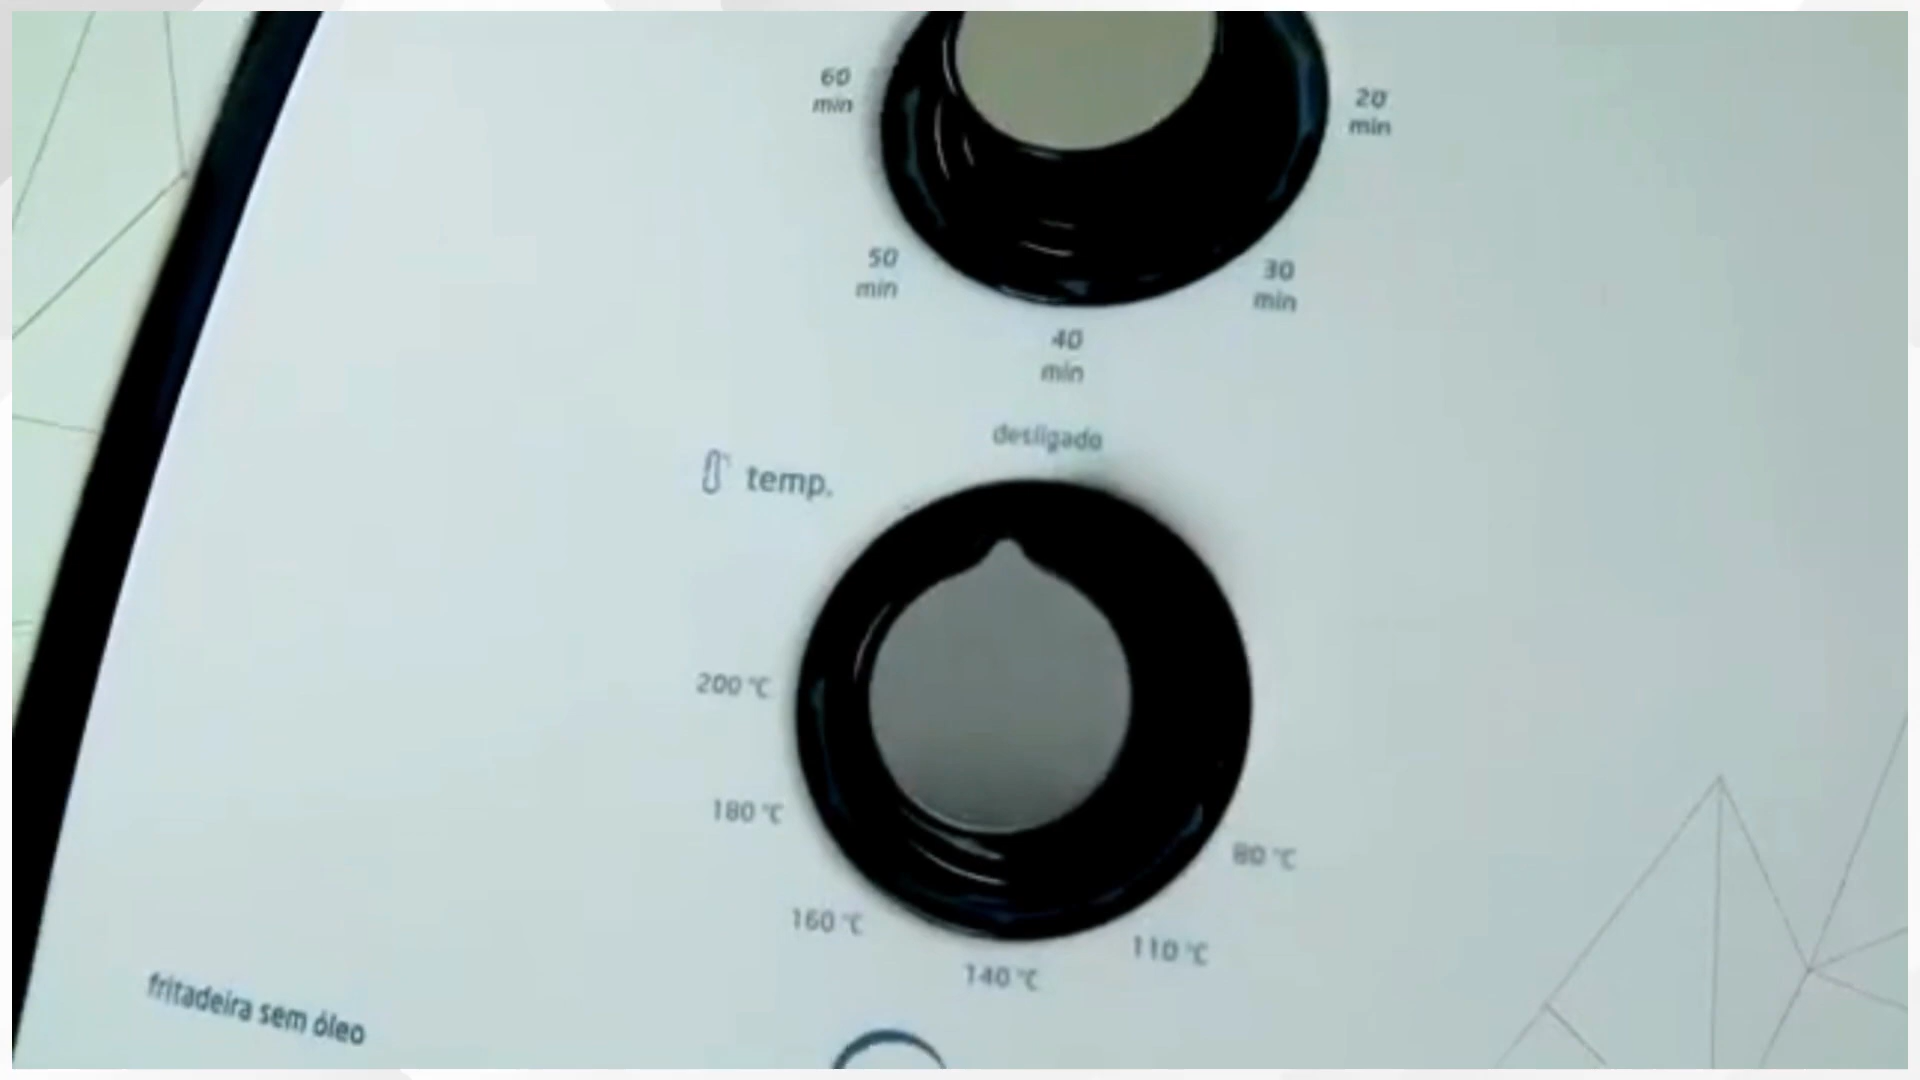 60
min
20
min
50
min
30
min
40
min
desligado
temp.
200 °C
180 °C
80 °C
160 °C
110 °C
140 °C
fritadeira sem óleo